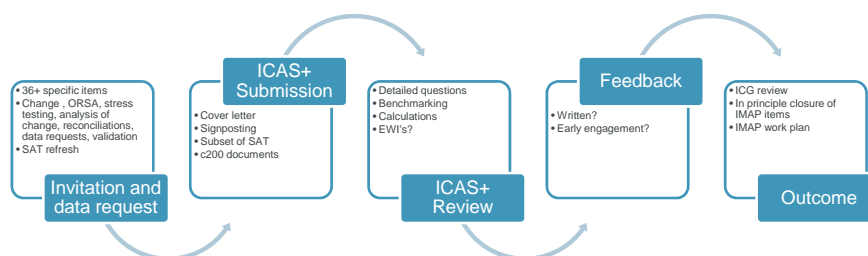 • 36+ specific items
• Change , ORSA, stress
testing, analysis of
change, reconciliations,
data requests, validation
• SAT refresh
Invitation and
data request
ICAS+
Submission
• Cover letter
• Signposting
• Subset of SAT
• c200 documents
• Detailed questions
• Benchmarking
• Calculations
• EWI's?
ICAS+
Review
Feedback
• Written?
• Early engagement?
• ICG review
• In principle closure of
IMAP items
• IMAP work plan
Outcome